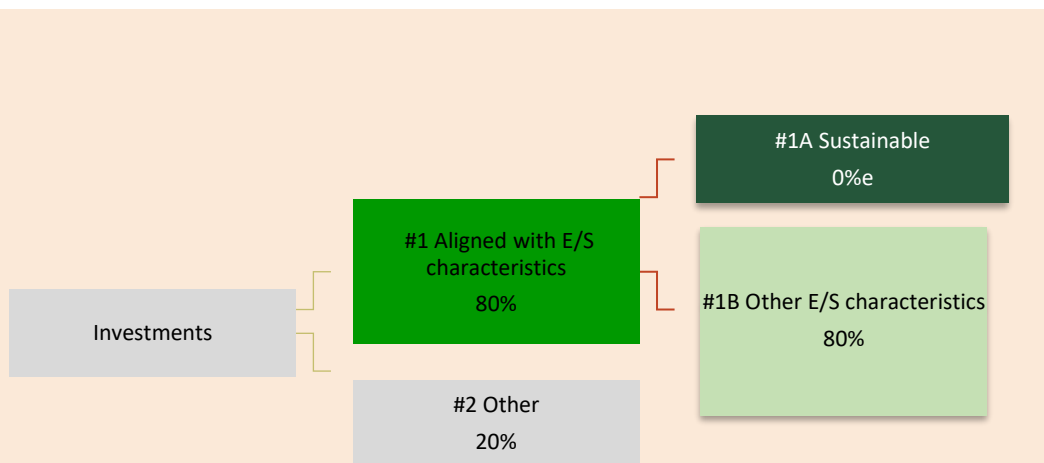 Investments
#1 Aligned with E/S
characteristics
80%
#2 Other
20%
#1A Sustainable
0%e
#1B Other E/S characteristics
80%